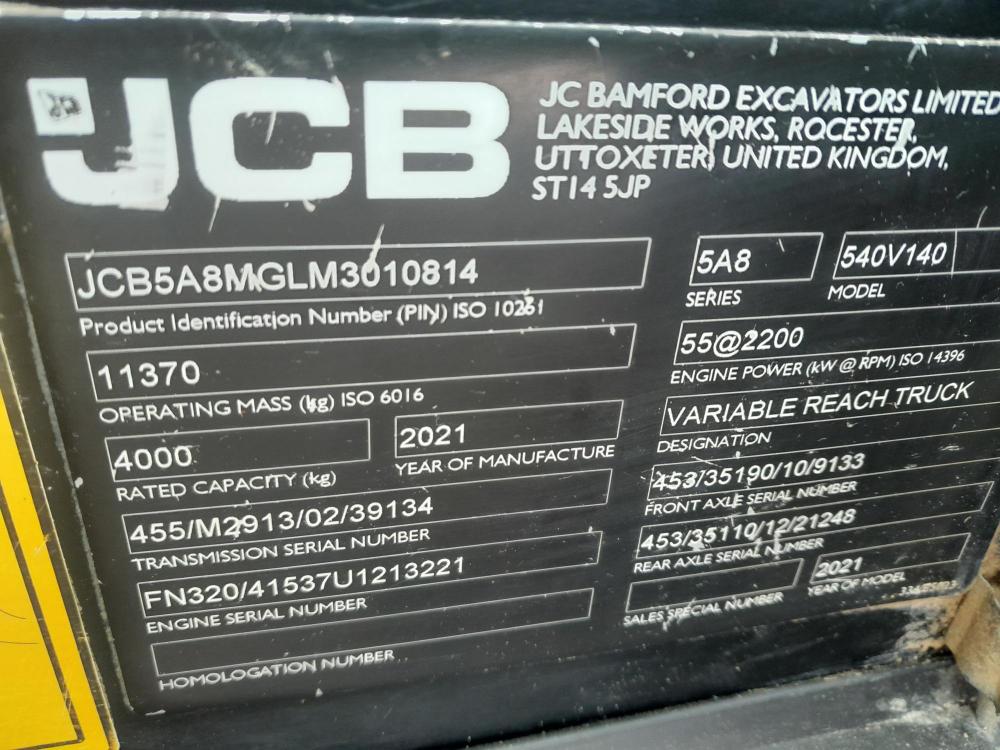 JCB
JC BAMFORD EXCAVATORS LIMITED
LAKESIDE WORKS, ROCESTER,
UTTOXETER, UNITED KINGDOM,
ST14 5JP
JCB5A8MGLM3010814
Product Identification Number (PIN) ISO 10261
5A8
SERIES
540V140
MODEL
11370
OPERATING MASS (kg) ISO 6016
55@2200
ENGINE POWER (kW @ RPM) ISO 14396
4000
RATED CAPACITY (kg)
2021
YEAR OF MANUFACTURE
VARIABLE REACH TRUCK
DESIGNATION
455/M2913/02/39134
TRANSMISSION SERIAL NUMBER
453/35190/10/9133
FRONT AXLE SERIAL NUMBER
FN320/41537U1213221
ENGINE SERIAL NUMBER
453/35110/12/21248
REAR AXLE SERIAL NUMBER
HOMOLOGATION NUMBER
SALES SPECIAL NUMBER
2021
YEAR OF MODEL